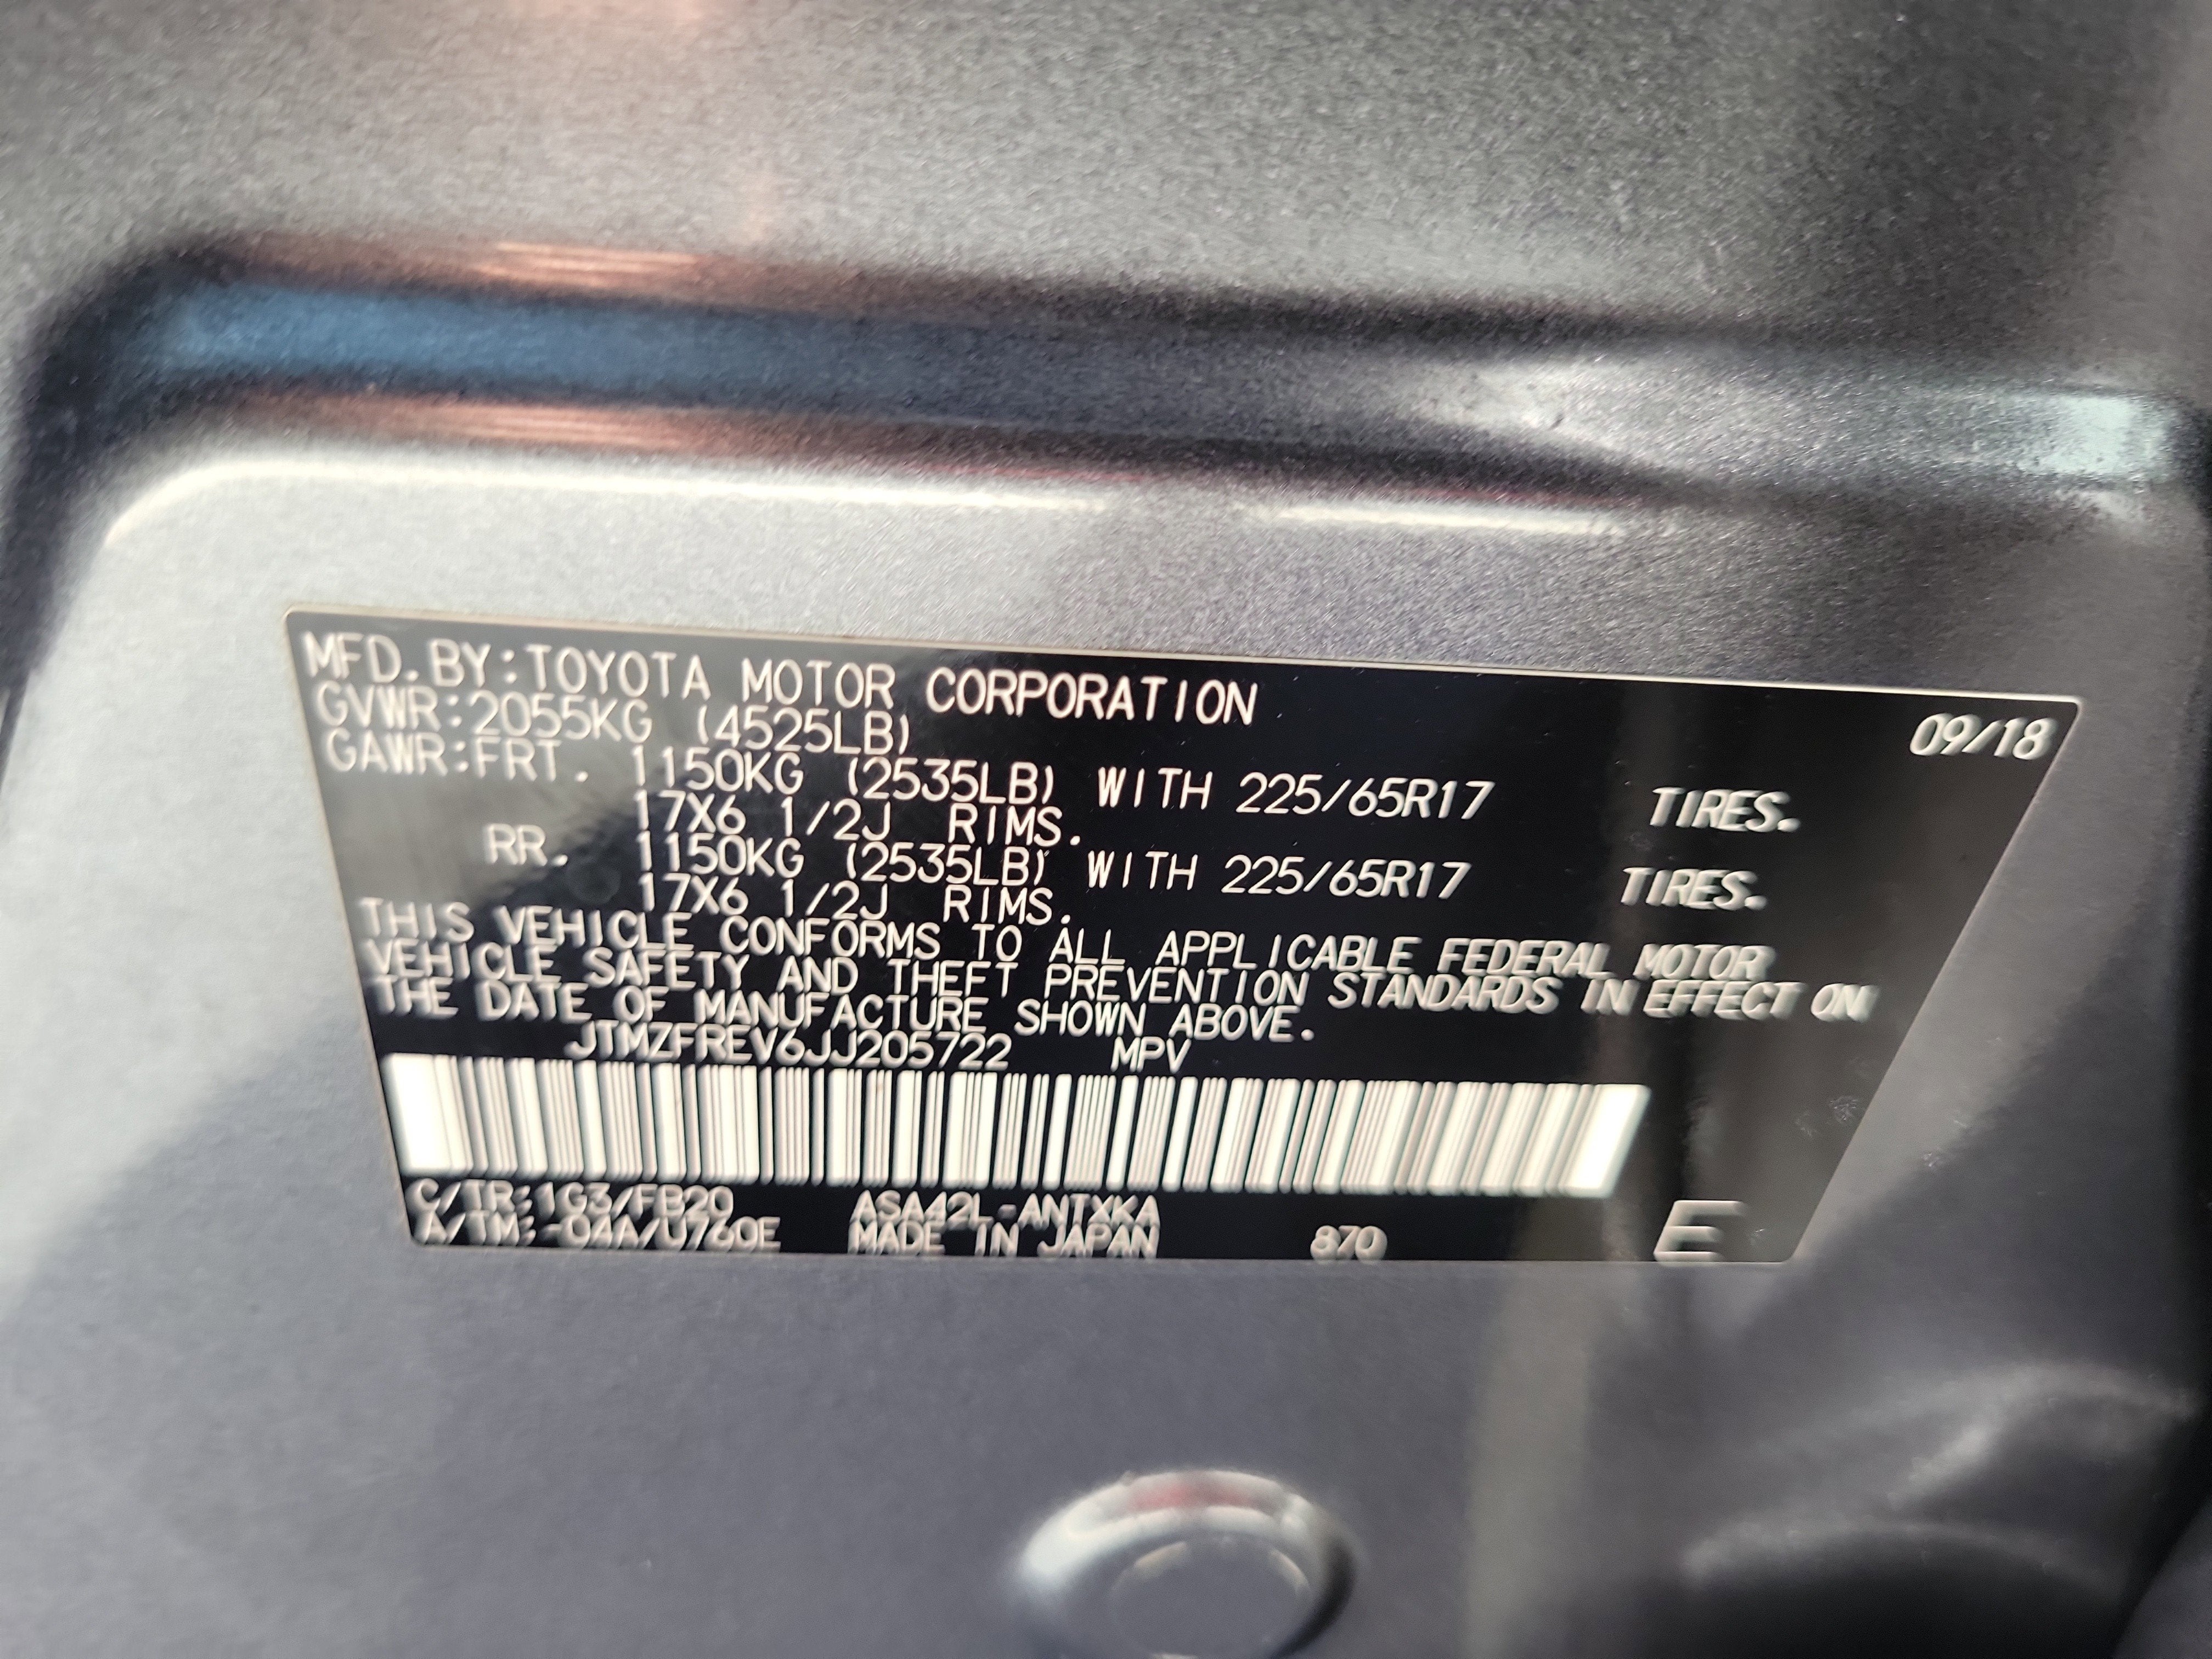 MFD.BY:TOYOTA MOTOR CORPORATION 09/18
GVWR:2055KG (4525LB)
GAWR:FRT. 1150KG (2535LB) WITH 225/65R17 TIRES.
17X6 1/2J RIMS.
RR. 1150KG (2535LB) WITH 225/65R17 TIRES.
17X6 1/2J RIMS.
THIS VEHICLE CONFORMS TO ALL APPLICABLE FEDERAL MOTOR
VEHICLE SAFETY AND THEFT PREVENTION STANDARDS IN EFFECT ON
THE DATE OF MANUFACTURE SHOWN ABOVE.
JTMZFREV6JJ205722 MPV
C/TR:1G3/FB20 ASA42L-ANTXKA
A/TM:-04A/U760E MADE IN JAPAN 870 E